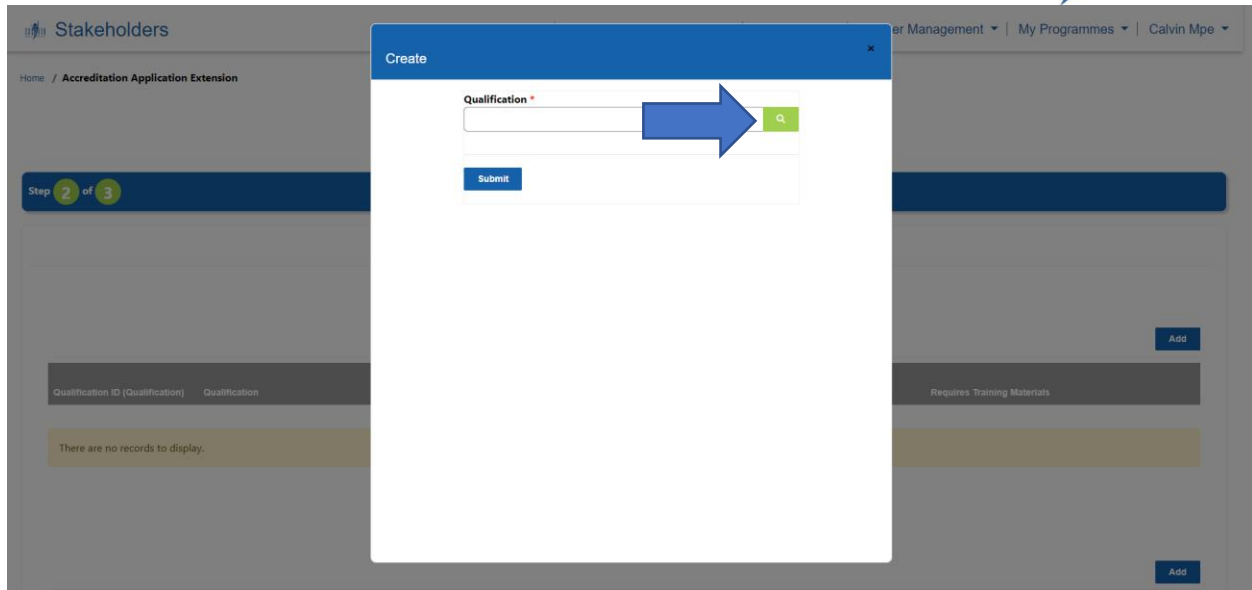 Stakeholders
er Management | My Programmes | Calvin Mpe
Home / Accreditation Application Extension
Create
×
Qualification *
Submit
Step 2 of 3
Add
Qualification ID (Qualification) Qualification Requires Training Materials
There are no records to display.
Add